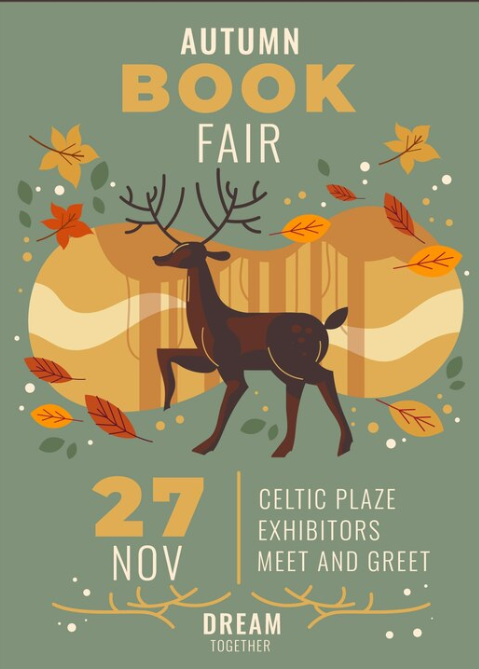 AUTUMN
BOOK
FAIR
27
NOV
CELTIC PLAZE
EXHIBITORS
MEET AND GREET
DREAM
TOGETHER